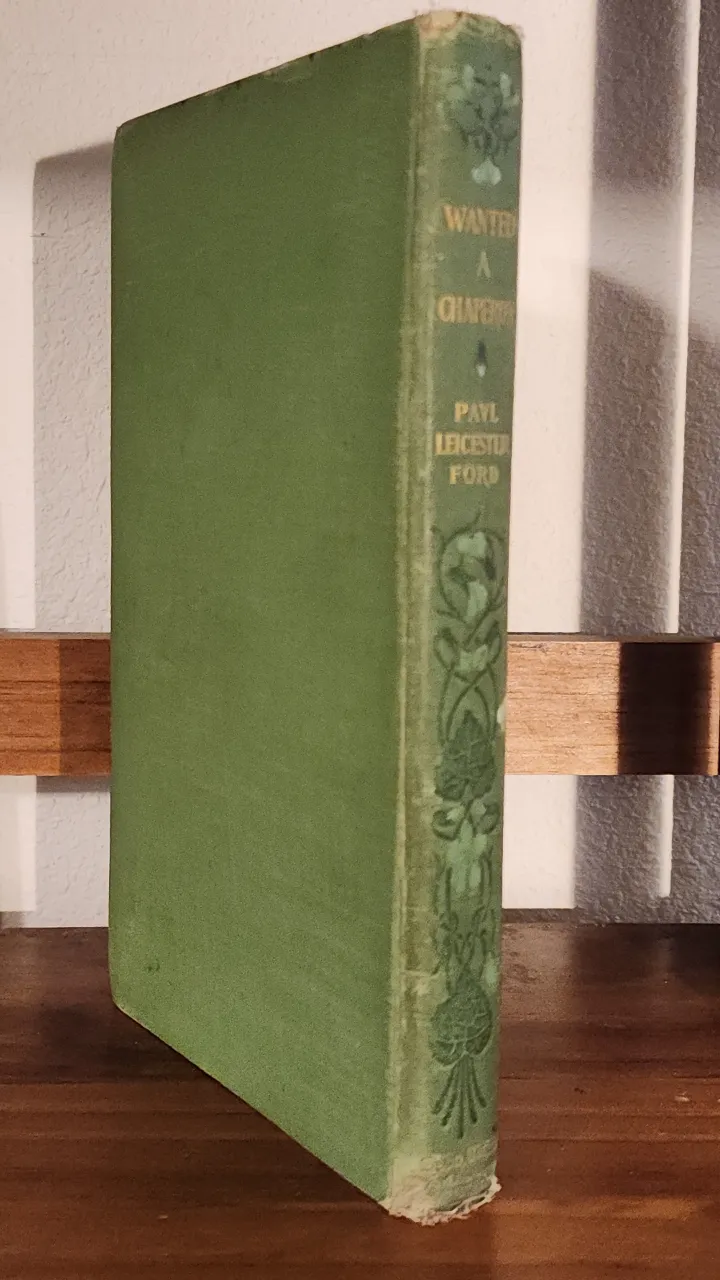 WANTED
A
CHAPERON
PAVL
LEICESTER
FORD